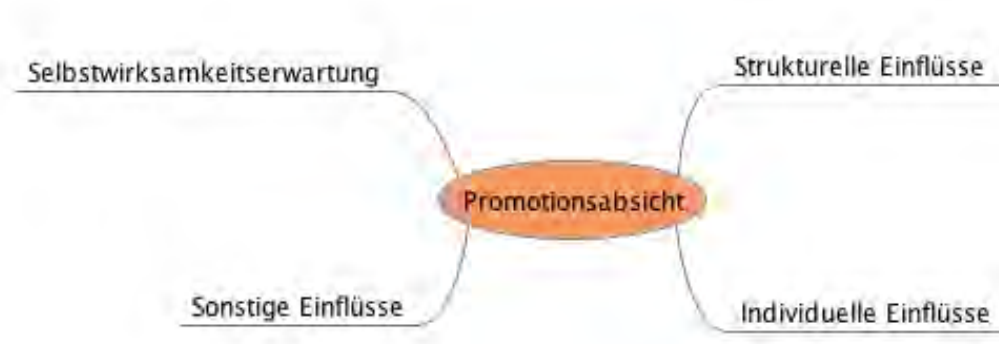 Selbstwirksamkeitserwartung
Strukturelle Einflüsse
Promotionsabsicht
Sonstige Einflüsse
Individuelle Einflüsse